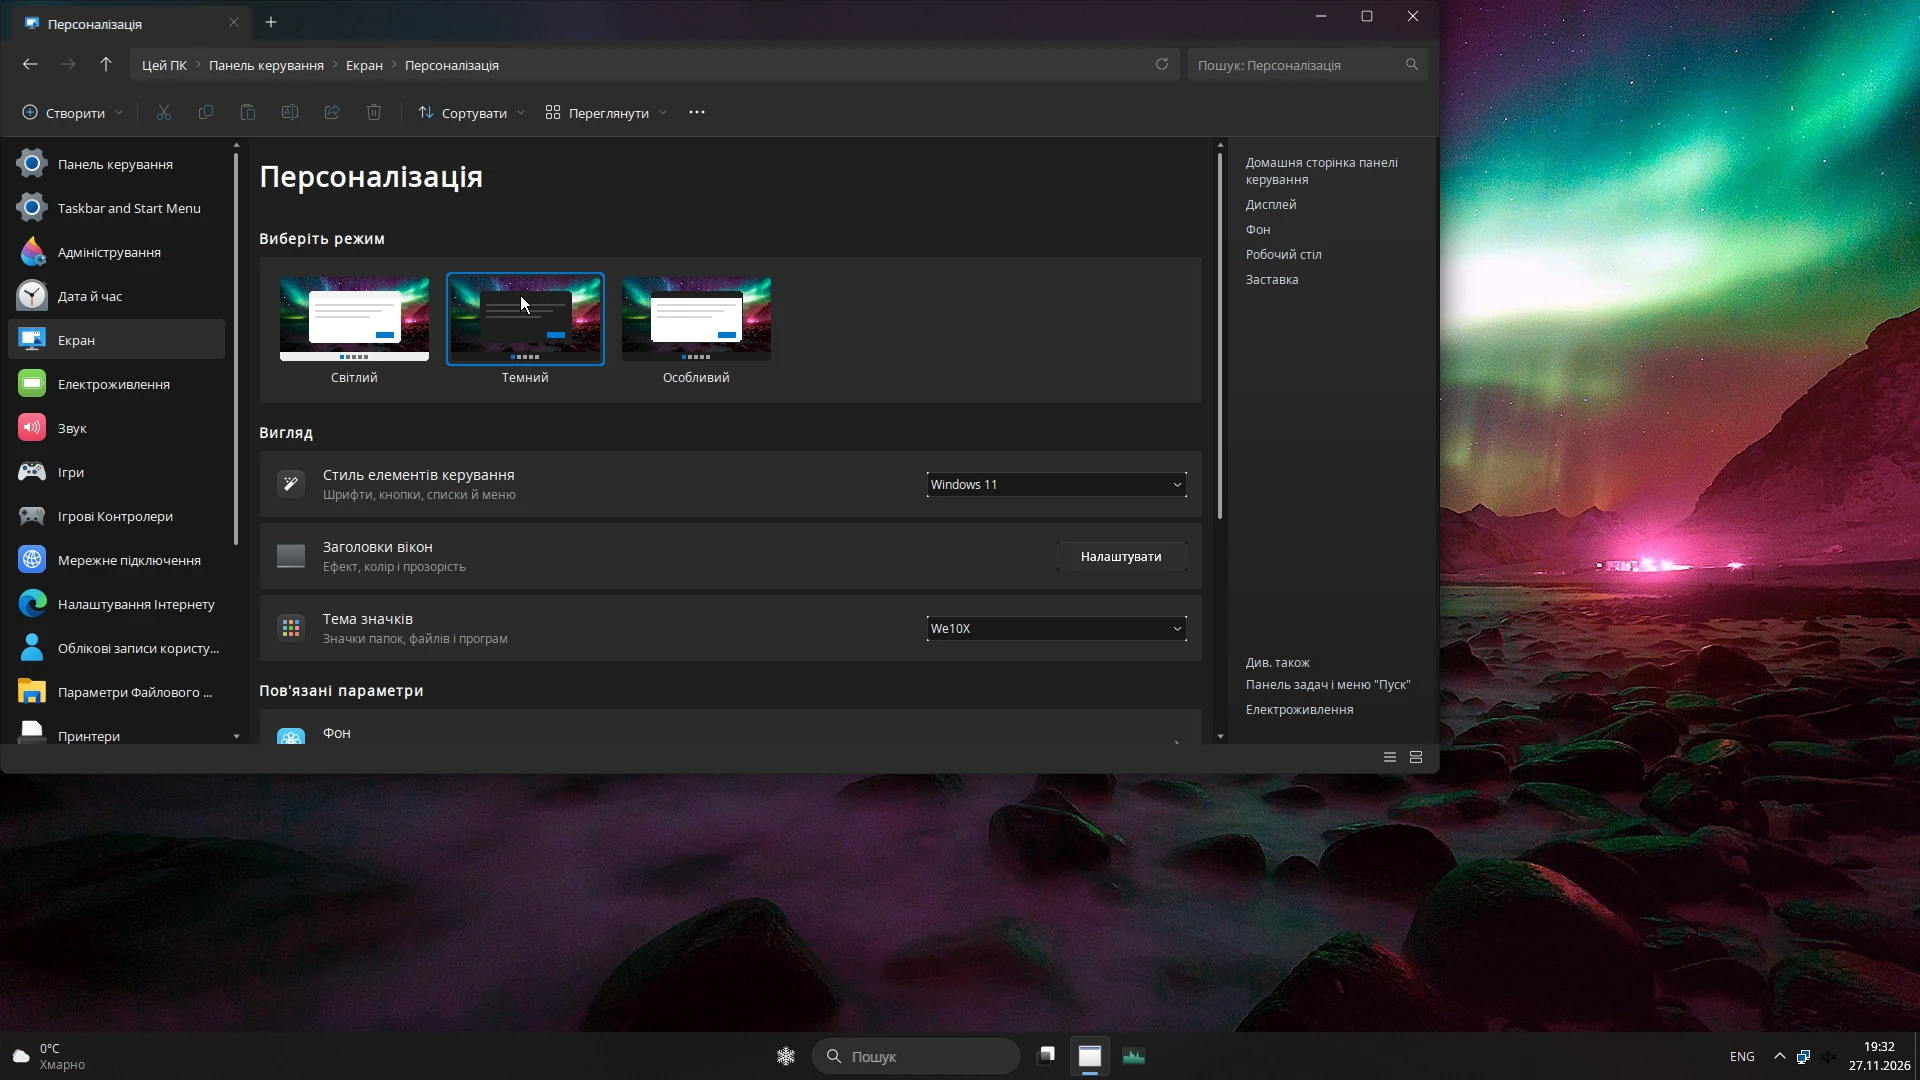 Персоналізація
Цей ПК
Панель керування
Екран
Персоналізація
Пошук: Персоналізація
Створити
Сортувати
Переглянути
Панель керування
Taskbar and Start Menu
Адміністрування
Дата й час
Екран
Електроживлення
Звук
Ігри
Ігрові Контролери
Мережне підключення
Налаштування Інтернету
Облікові записи користу...
Параметри Файлового ...
Принтери
Персоналізація
Виберіть режим
Світлий
Темний
Особливий
Вигляд
Стиль елементів керування
Шрифти, кнопки, списки й меню
Windows 11
Заголовки вікон
Ефект, колір і прозорість
Налаштувати
Тема значків
Значки папок, файлів і програм
We10X
Пов'язані параметри
Фон
Домашня сторінка панелі
керування
Дисплей
Фон
Робочий стіл
Заставка
Див. також
Панель задач і меню "Пуск"
Електроживлення
0°C
Хмарно
Пошук
ENG
19:32
27.11.2026